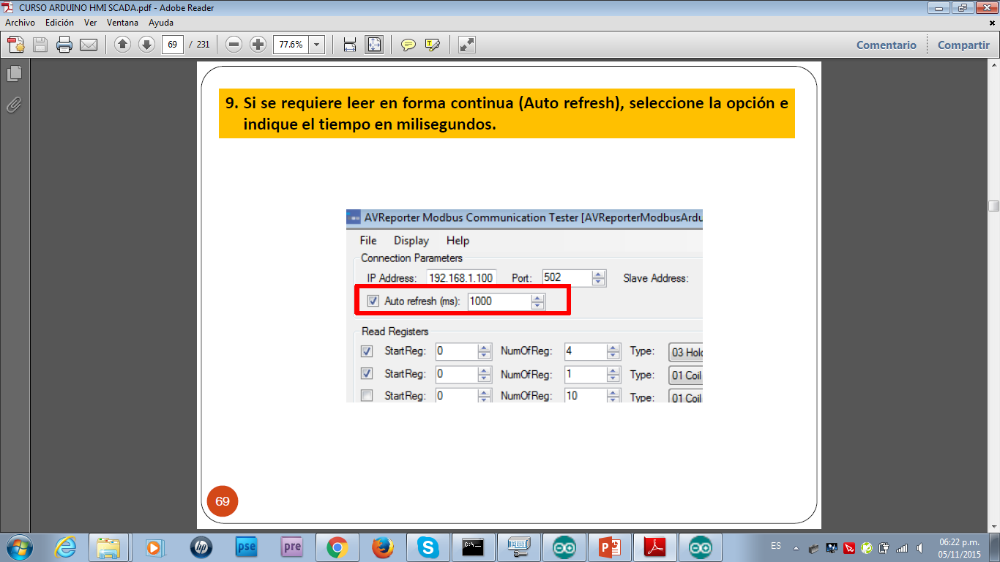 CURSO ARDUINO HMI SCADA.pdf - Adobe Reader
Archivo Edición Ver Ventana Ayuda
69 / 231 77.6% Comentario Compartir
9. Si se requiere leer en forma continua (Auto refresh), seleccione la opción e
indique el tiempo en milisegundos.
AVReporter Modbus Communication Tester [AVReporterModbusArdu
File Display Help
Connection Parameters
IP Address: 192.168.1.100 Port: 502 Slave Address:
Auto refresh (ms): 1000
Read Registers
StartReg: 0 NumOfReg: 4 Type: 03 Hold
StartReg: 0 NumOfReg: 1 Type: 01 Coil
StartReg: 0 NumOfReg: 10 Type: 01 Coil
69
hp pse pre C:\ ES 06:22 p.m.
05/11/2015